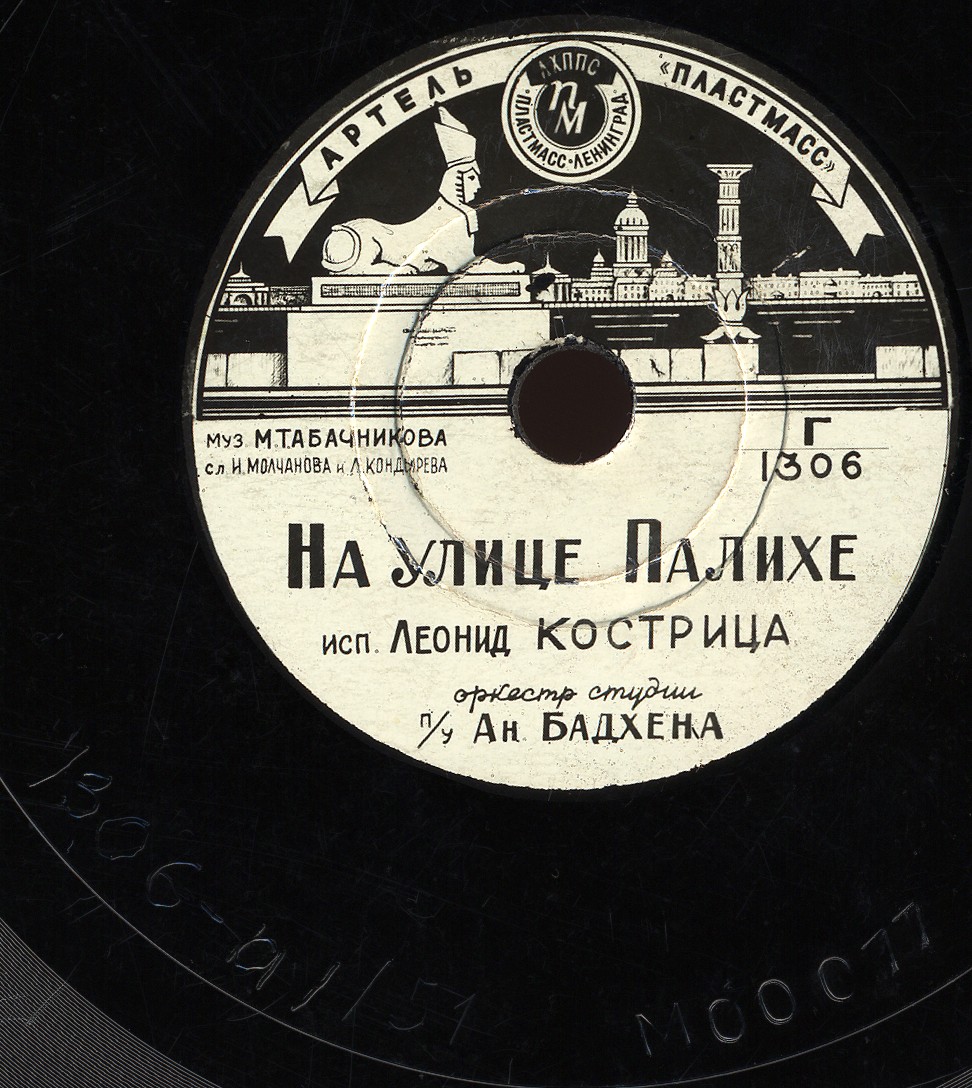 АРТЕЛЬ «ПЛАСТМАСС»
ЛХППС
ПМ
ПЛАСТМАСС·ЛЕНИНГРАД
муз М.ТАБАЧНИКОВА
сл. И.МОЛЧАНОВА и Л.КОНДЫРЕВА
Г
1306
НА УЛИЦЕ ПАЛИХЕ
исп. ЛЕОНИД КОСТРИЦА
оркестр студии
п/у Ан. БАДХЕНА
1306-
/51
М00077